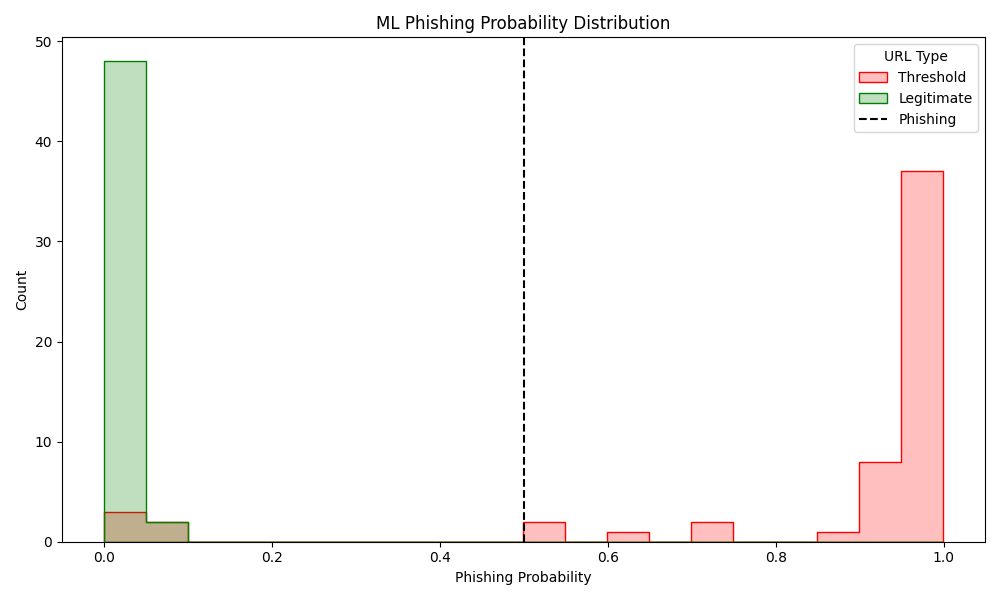 ML Phishing Probability Distribution
URL Type
Threshold
Legitimate
Phishing
50
40
30
20
10
0
Count
0.0 0.2 0.4 0.6 0.8 1.0
Phishing Probability